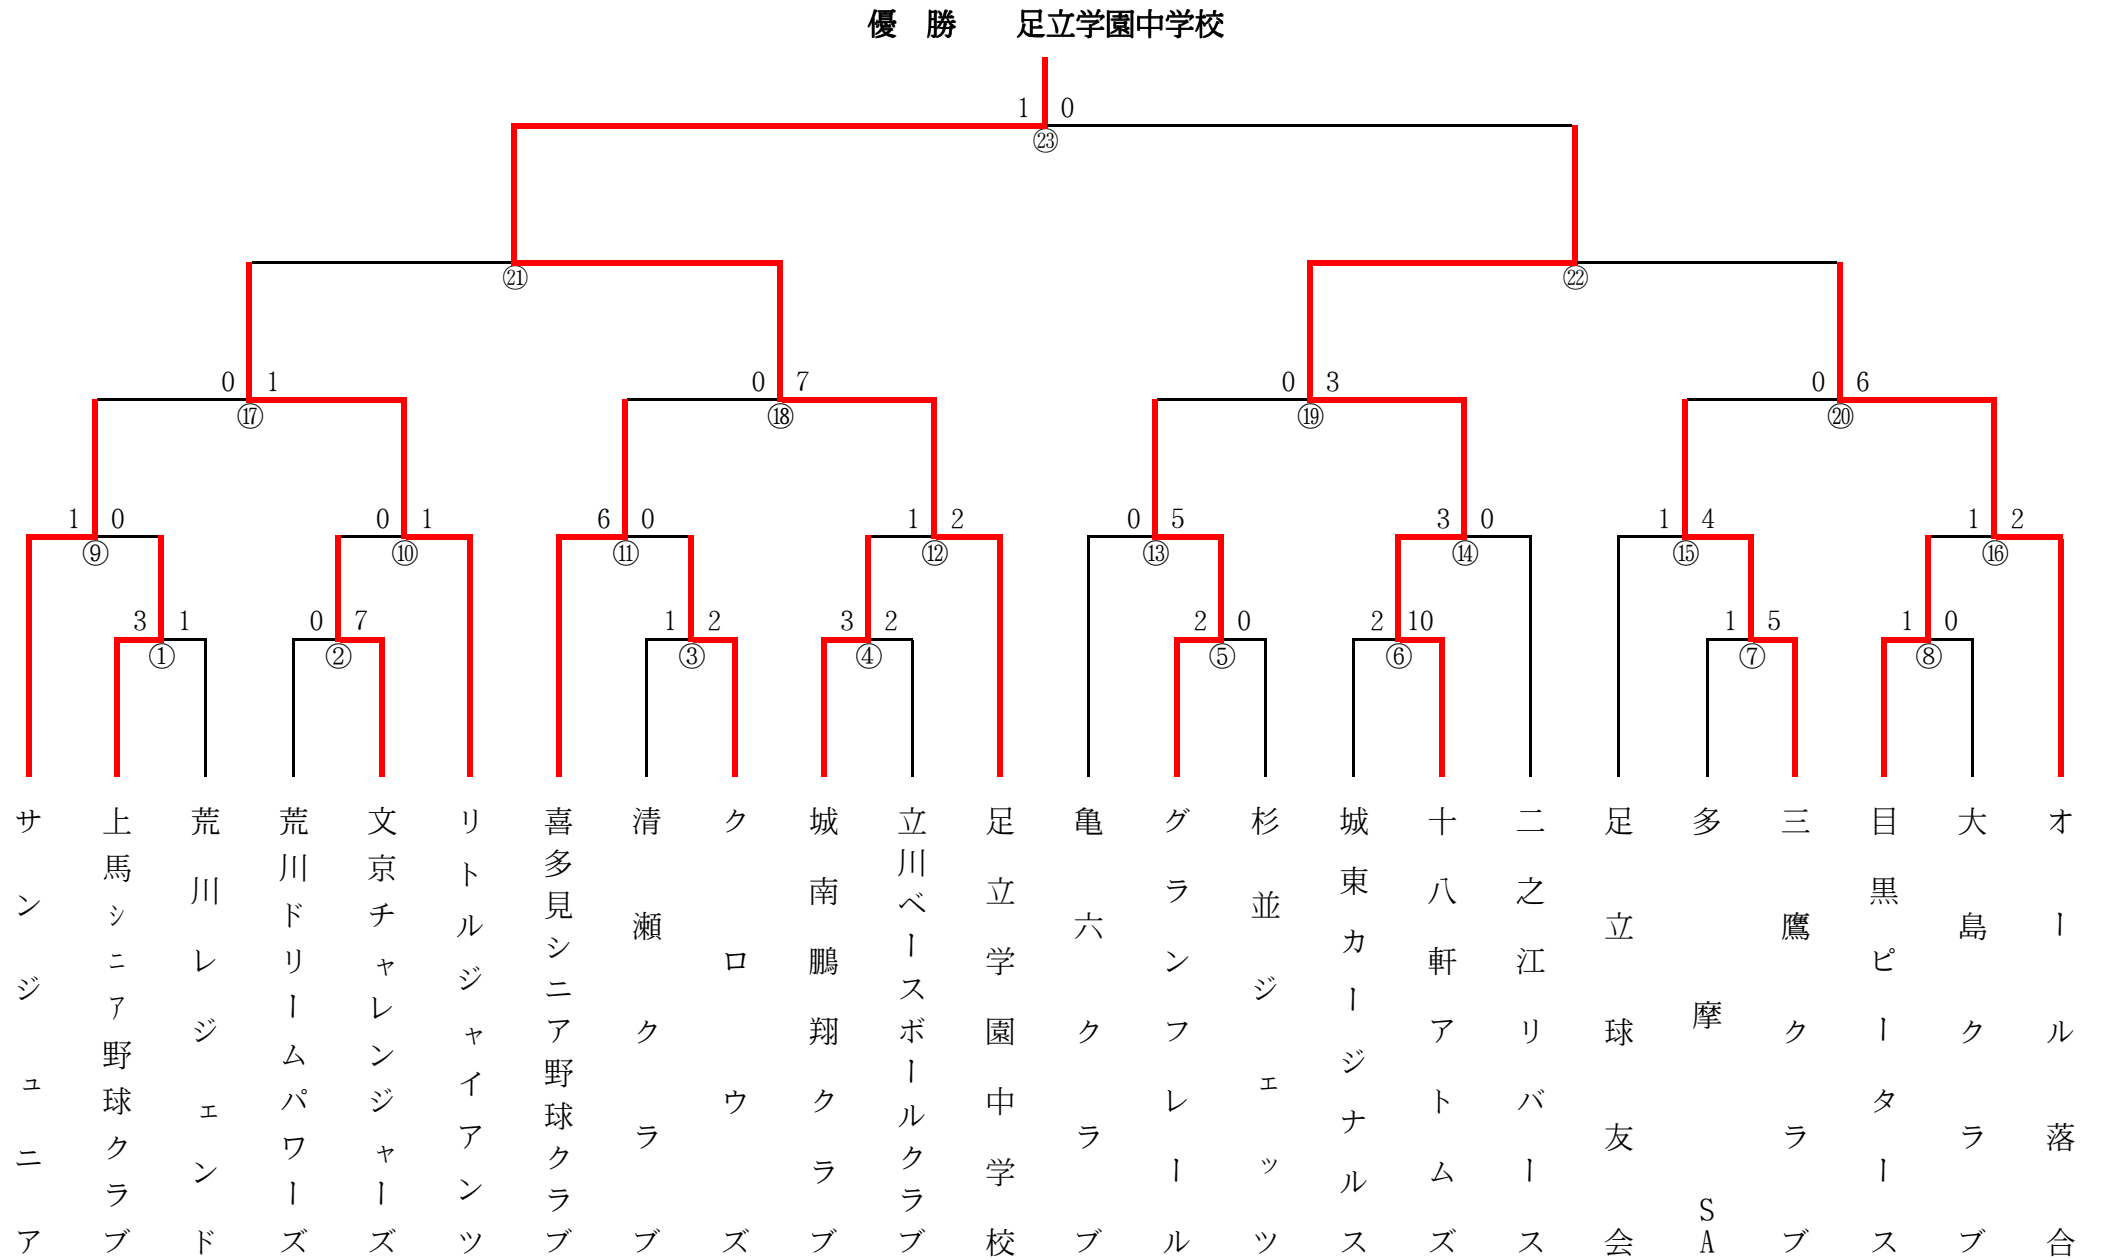 優　勝　　足立学園中学校
1 0
㉓
㉑ ㉒
0 1 0 7 0 3 0 6
⑰ ⑱ ⑲ ⑳
1 0 0 1 6 0 1 2 0 5 3 0 1 4 1 2
⑨ ⑩ ⑪ ⑫ ⑬ ⑭ ⑮ ⑯
3 1 0 7 1 2 3 2 2 0 2 10 1 5 1 0
① ② ③ ④ ⑤ ⑥ ⑦ ⑧
サンジュニア
上馬シニア野球クラブ
荒川レジェンド
荒川ドリームパワーズ
文京チャレンジャーズ
リトルジャイアンツ
喜多見シニア野球クラブ
清瀬クラブ
クロウズ
城南鵬翔クラブ
立川ベースボールクラブ
足立学園中学校
亀六クラブ
グランフレール
杉並ジェッツ
城東カージナルス
十八軒アトムズ
二之江リバース
足立球友会
多摩SA
三鷹クラブ
目黒ピータース
大島クラブ
オール落合